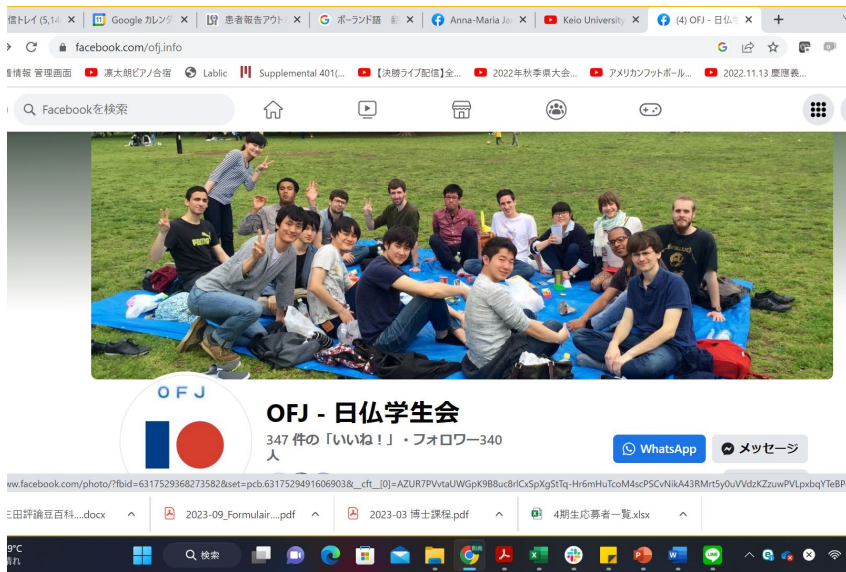 信トレイ (5,14
Google カレンダ
患者報告アウト
ポーランド語
Anna-Maria Ja
Keio University
(4) OFJ - 日仏
facebook.com/ofj.info
情報 管理画面
凛太朗ピアノ合宿
Lablic
Supplemental 401(...
【決勝ライブ配信】全...
2022年秋季県大会...
アメリカンフットボール...
2022.11.13 慶應義...
Facebookを検索
PUMA
OFJ
OFJ - 日仏学生会
347 件の「いいね！」・フォロワー340
人
WhatsApp
メッセージ
ww.facebook.com/photo/?fbid=6317529368273582&set=pcb.6317529491606903&__cft__[0]=AZUR7PVvtaUWGpK9B8uc8rlCxSpXgStTq-Hr6mHuTcoM4scPSCvNikA43RMrt5y0uVVdzKZzuwPVLpxbqYTeBP
三田評論豆百科....docx
2023-09_Formulair....pdf
2023-03 博士課程.pdf
4期生応募者一覧.xlsx
9°C
晴れ
検索